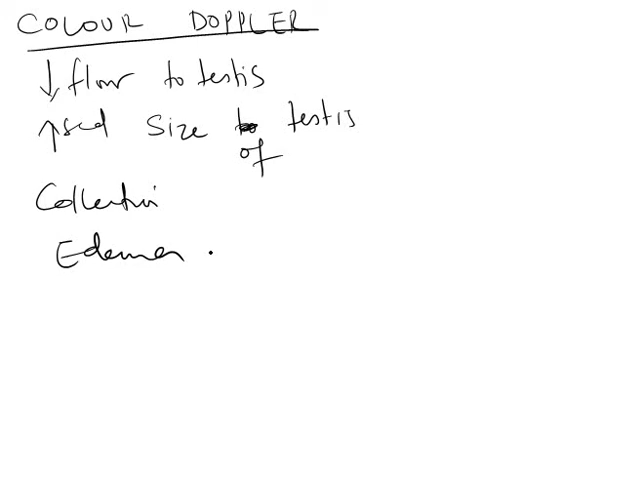 COLOUR DOPPLER
↓ flow to testis
↑sed size of testis
Collection
Edema.